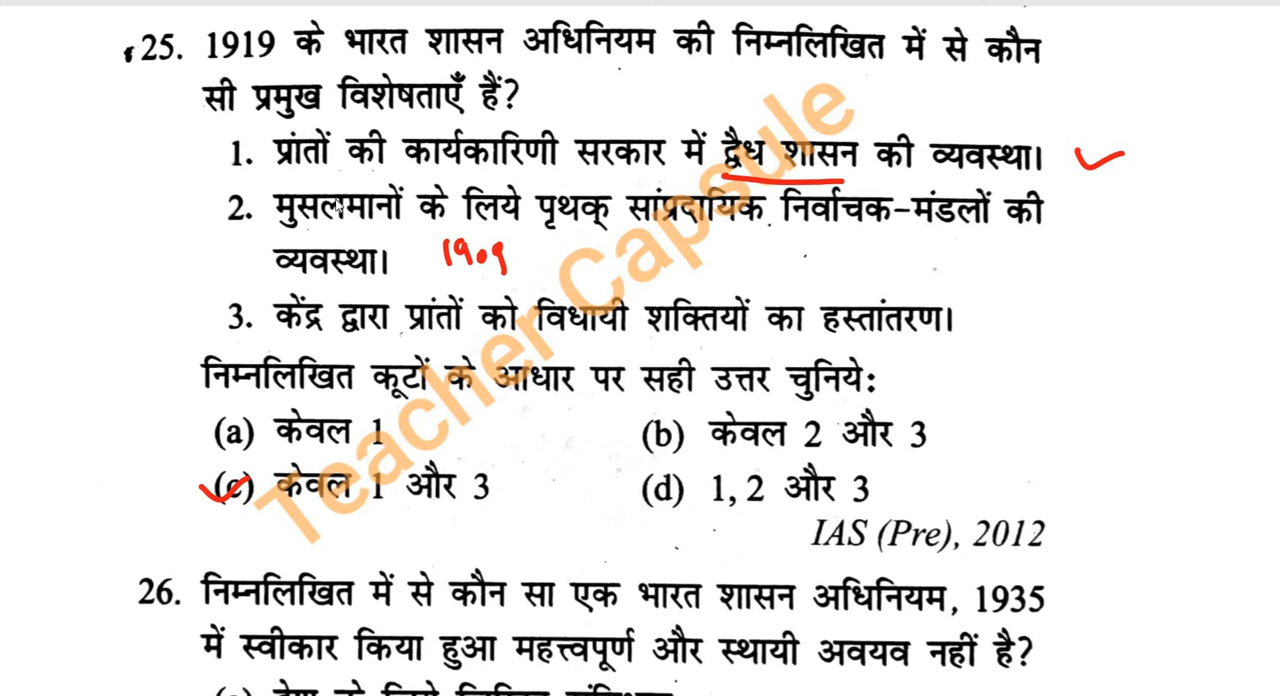 25. 1919 के भारत शासन अधिनियम की निम्नलिखित में से कौन
सी प्रमुख विशेषताएँ हैं?
1. प्रांतों की कार्यकारिणी सरकार में द्वैध शासन की व्यवस्था।
2. मुसलमानों के लिये पृथक् सांप्रदायिक निर्वाचक-मंडलों की
व्यवस्था। 1909
3. केंद्र द्वारा प्रांतों को विधायी शक्तियों का हस्तांतरण।
निम्नलिखित कूटों के आधार पर सही उत्तर चुनिये:
(a) केवल 1 (b) केवल 2 और 3
(c) केवल 1 और 3 (d) 1, 2 और 3
IAS (Pre), 2012
26. निम्नलिखित में से कौन सा एक भारत शासन अधिनियम, 1935
में स्वीकार किया हुआ महत्त्वपूर्ण और स्थायी अवयव नहीं है?
Teacher Capsule